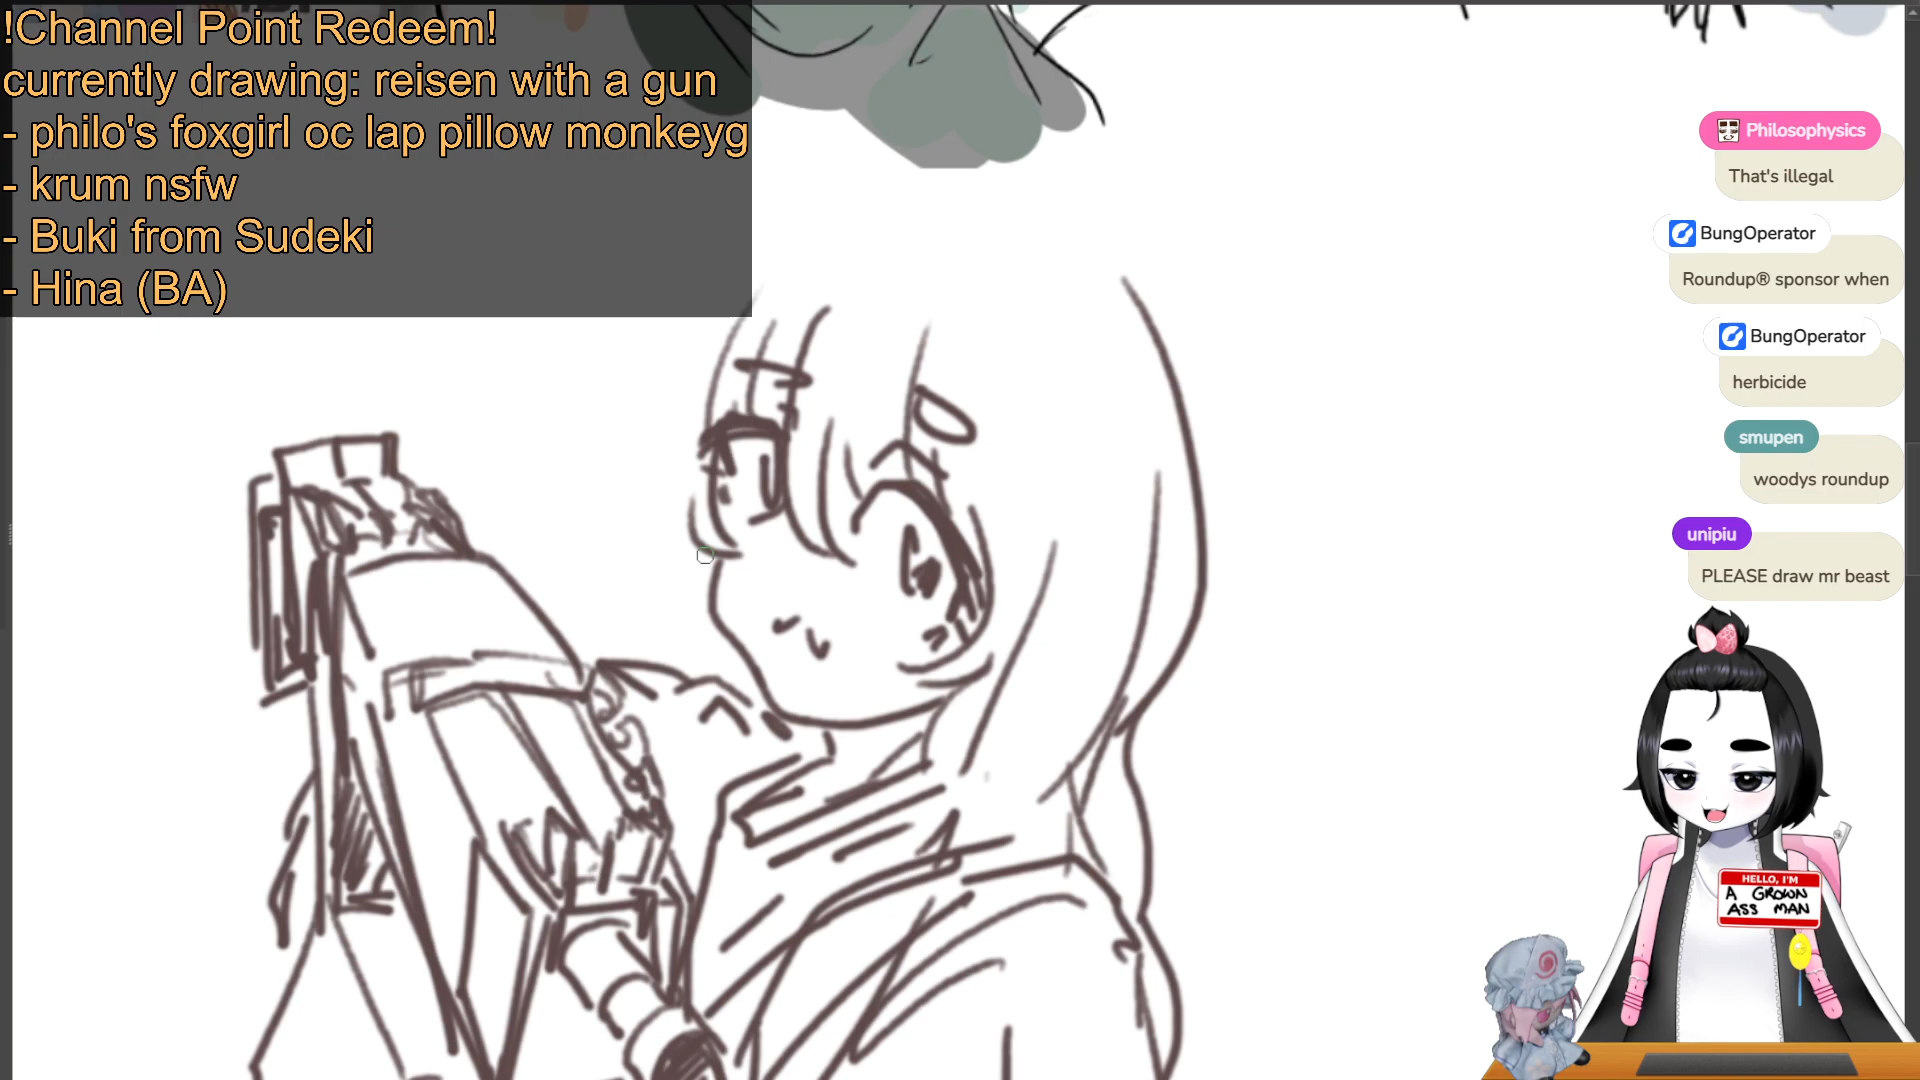 !Channel Point Redeem!
currently drawing: reisen with a gun
- philo's foxgirl oc lap pillow monkeyg
- krum nsfw
- Buki from Sudeki
- Hina (BA)
Philosophysics
That's illegal
BungOperator
Roundup® sponsor when
BungOperator
herbicide
smupen
woodys roundup
unipiu
PLEASE draw mr beast
HELLO, I'M
A GROWN
ASS MAN